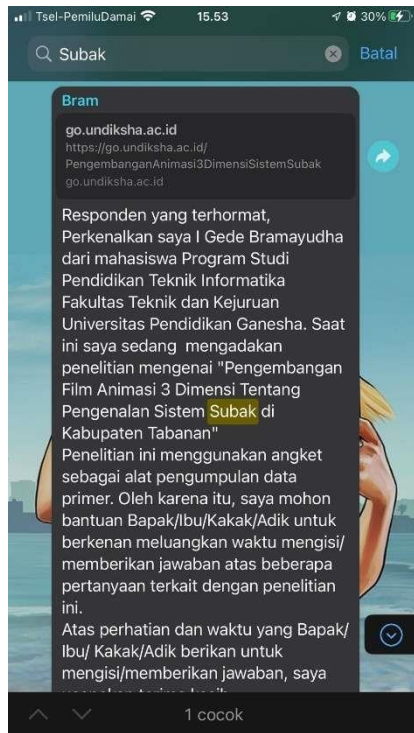 Tsel-PemiluDamai 15.53 30%
Subak Batal
Bram
go.undiksha.ac.id
https://go.undiksha.ac.id/
PengembanganAnimasi3DimensiSistemSubak
go.undiksha.ac.id
Responden yang terhormat,
Perkenalkan saya I Gede Bramayudha
dari mahasiswa Program Studi
Pendidikan Teknik Informatika
Fakultas Teknik dan Kejuruan
Universitas Pendidikan Ganesha. Saat
ini saya sedang mengadakan
penelitian mengenai "Pengembangan
Film Animasi 3 Dimensi Tentang
Pengenalan Sistem Subak di
Kabupaten Tabanan"
Penelitian ini menggunakan angket
sebagai alat pengumpulan data
primer. Oleh karena itu, saya mohon
bantuan Bapak/Ibu/Kakak/Adik untuk
berkenan meluangkan waktu mengisi/
memberikan jawaban atas beberapa
pertanyaan terkait dengan penelitian
ini.
Atas perhatian dan waktu yang Bapak/
Ibu/ Kakak/Adik berikan untuk
mengisi/memberikan jawaban, saya
1 cocok